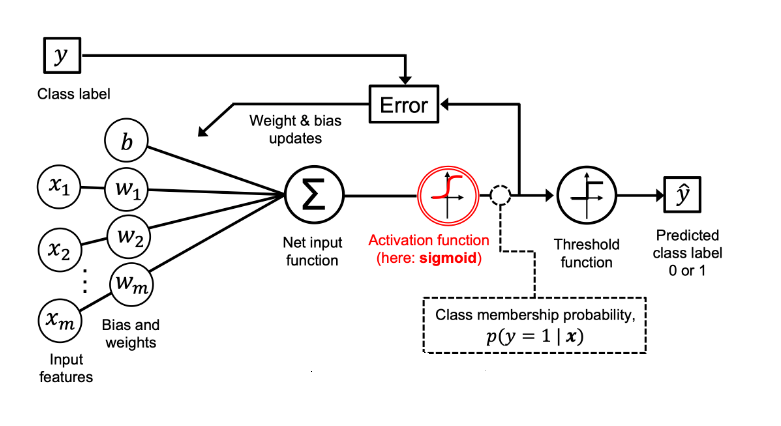 y
Class label
Error
Weight & bias
updates
b
x₁
w₁
x₂
w₂
⋮
wₘ
xₘ
Bias and
weights
Input
features
Σ
Net input
function
Activation function
(here: sigmoid)
Threshold
function
ŷ
Predicted
class label
0 or 1
Class membership probability,
p(y = 1 | x)